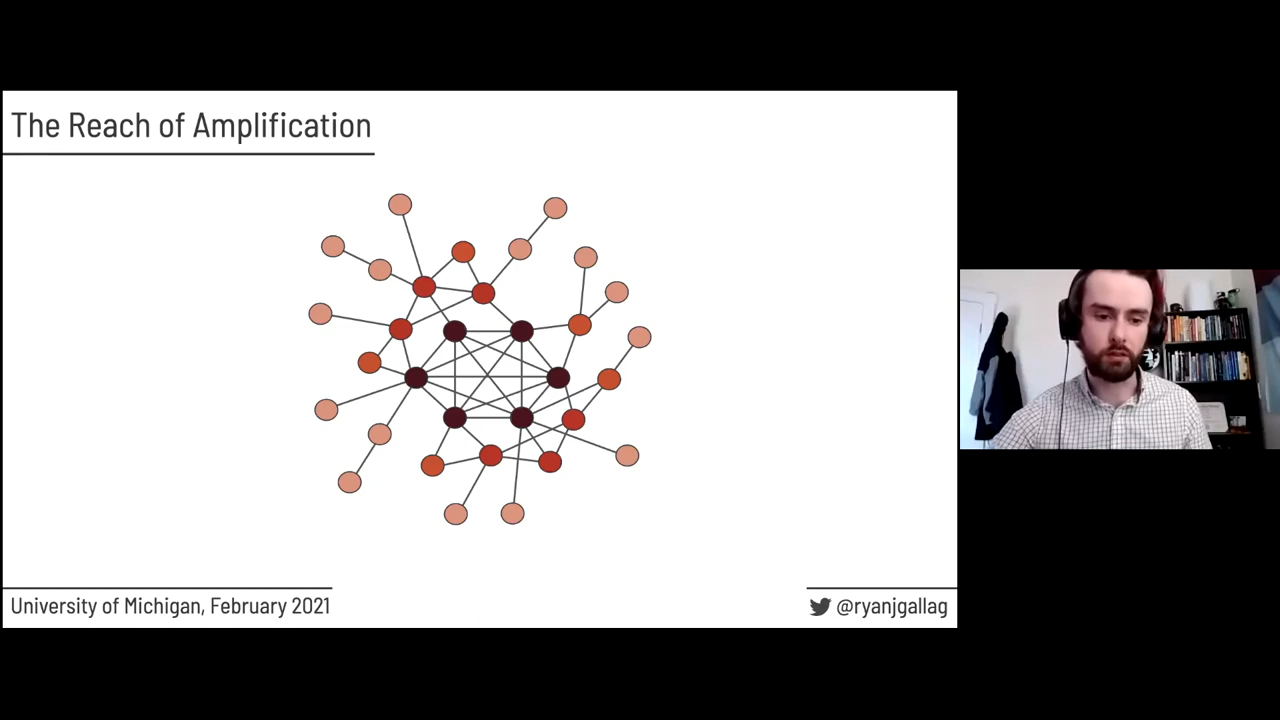 The Reach of Amplification
University of Michigan, February 2021
@ryanjgallag